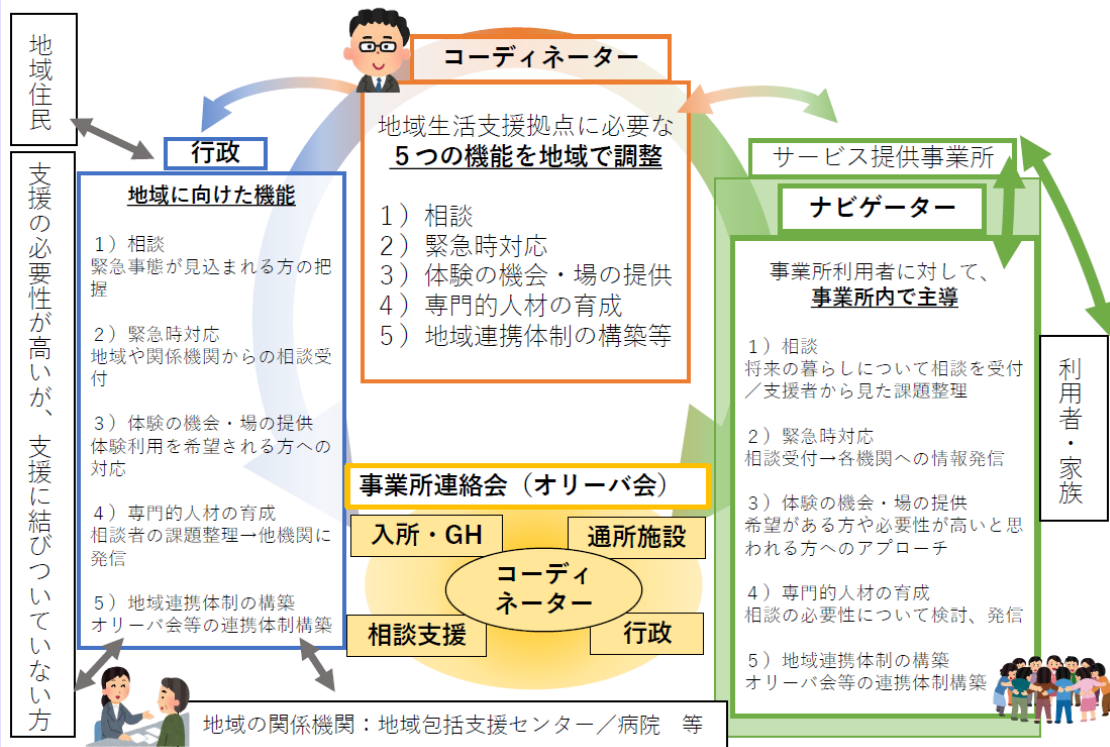 地域住民
支援の必要性が高いが、支援に結びついていない方
行政
地域に向けた機能
１）相談
緊急事態が見込まれる方の把
握
２）緊急時対応
地域や関係機関からの相談受
付
３）体験の機会・場の提供
体験利用を希望される方への
対応
４）専門的人材の育成
相談者の課題整理→他機関に
発信
５）地域連携体制の構築
オリーバ会等の連携体制構築
コーディネーター
地域生活支援拠点に必要な
５つの機能を地域で調整
１）相談
２）緊急時対応
３）体験の機会・場の提供
４）専門的人材の育成
５）地域連携体制の構築等
事業所連絡会（オリーバ会）
入所・GH
通所施設
コーディ
ネーター
相談支援
行政
サービス提供事業所
ナビゲーター
事業所利用者に対して、
事業所内で主導
１）相談
将来の暮らしについて相談を受付
／支援者から見た課題整理
２）緊急時対応
相談受付→各機関への情報発信
３）体験の機会・場の提供
希望がある方や必要性が高いと思
われる方へのアプローチ
４）専門的人材の育成
相談の必要性について検討、発信
５）地域連携体制の構築
オリーバ会等の連携体制構築
利用者・家族
地域の関係機関：地域包括支援センター／病院　等